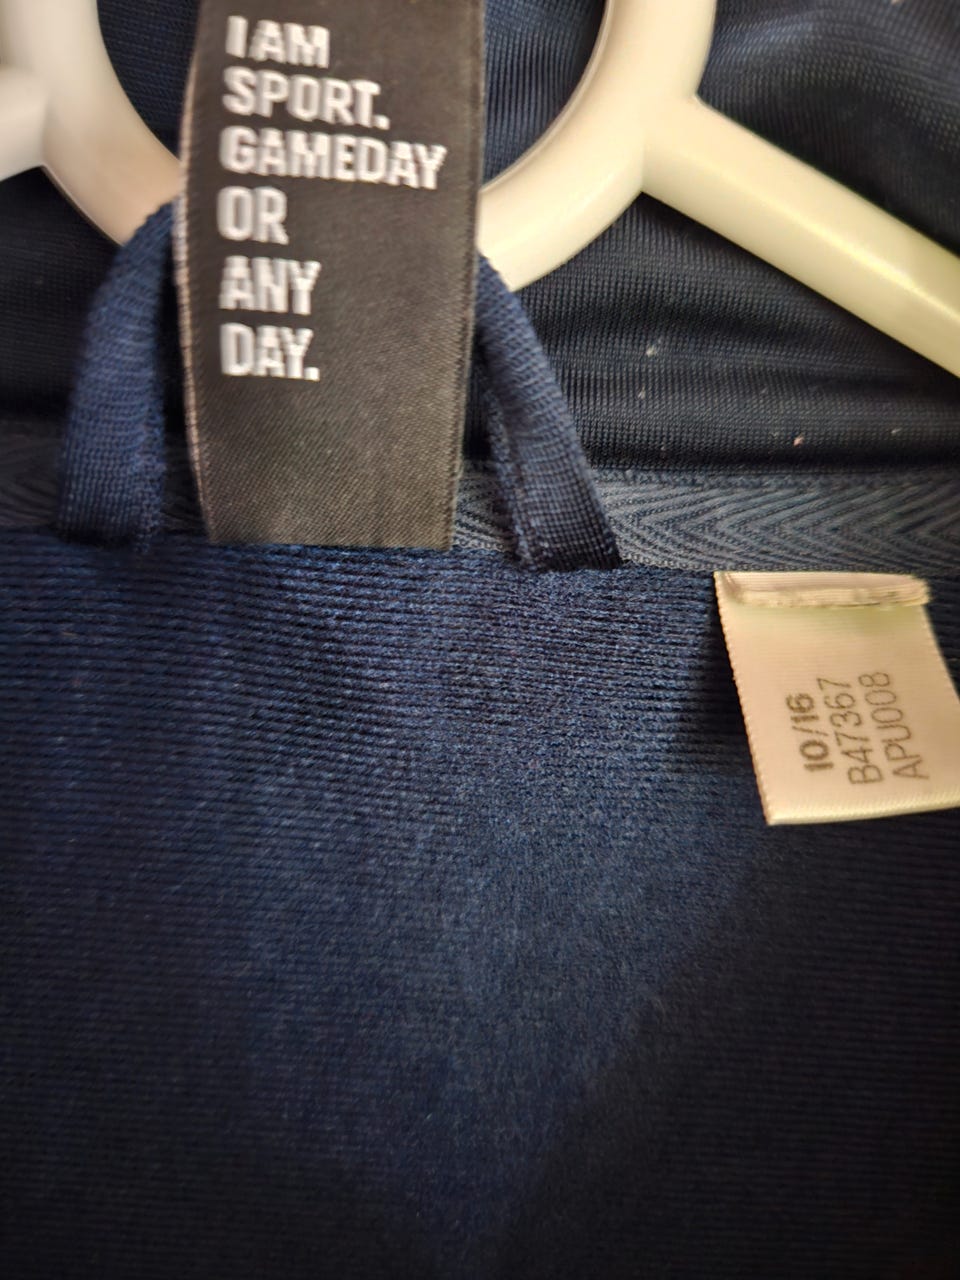 I AM
SPORT.
GAMEDAY
OR
ANY
DAY.
10/16
B47367
APU008